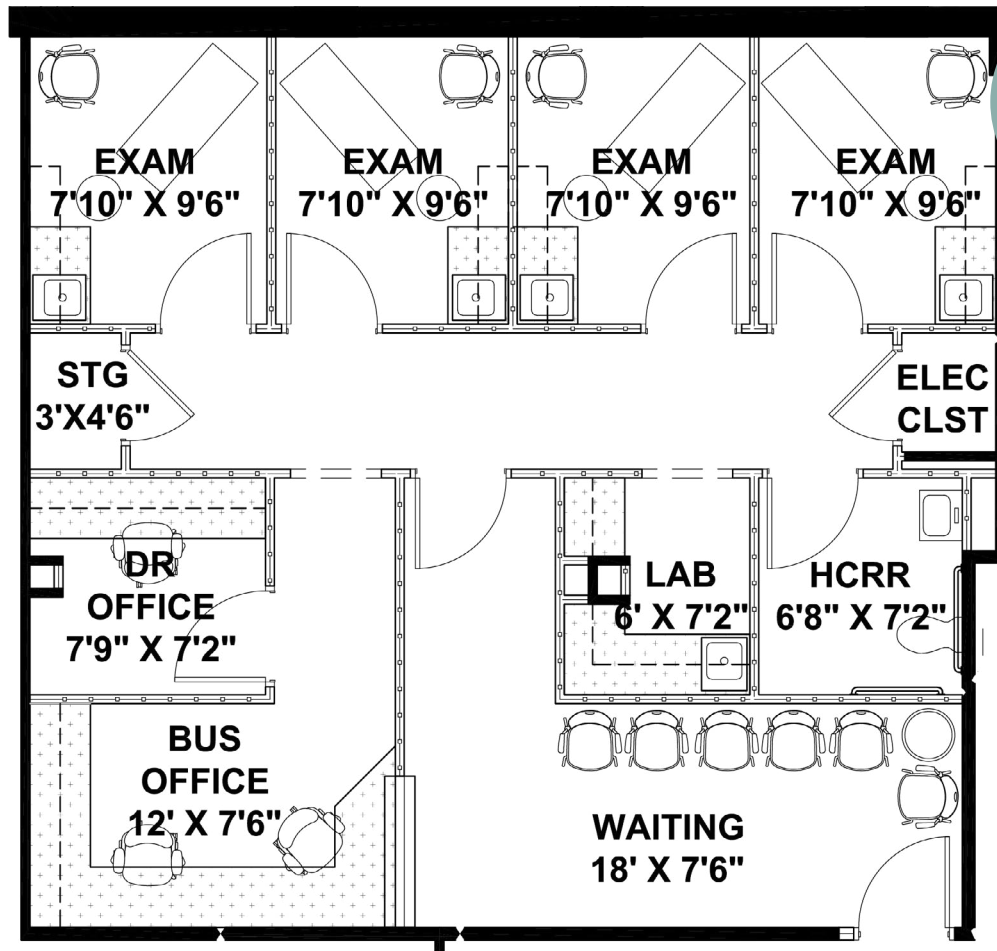 EXAM
7'10" X 9'6"
EXAM
7'10" X 9'6"
EXAM
7'10" X 9'6"
EXAM
7'10" X 9'6"
STG
3'X4'6"
ELEC
CLST
DR
OFFICE
7'9" X 7'2"
LAB
6' X 7'2"
HCRR
6'8" X 7'2"
BUS
OFFICE
12' X 7'6"
WAITING
18' X 7'6"